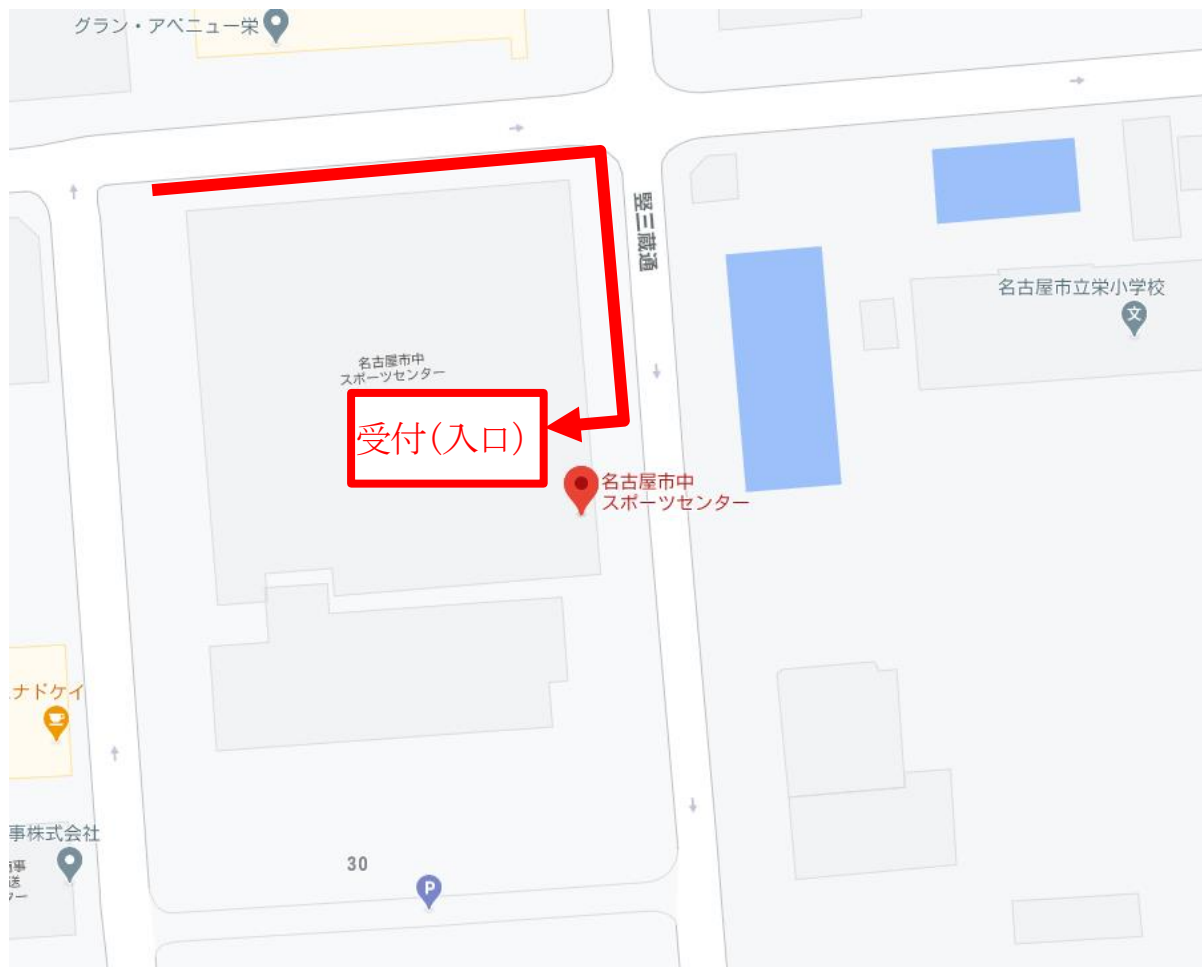 グラン・アベニュー栄
竪三蔵通
名古屋市立栄小学校
文
名古屋市中
スポーツセンター
受付(入口)
名古屋市中
スポーツセンター
ナドケイ
事株式会社
30
P